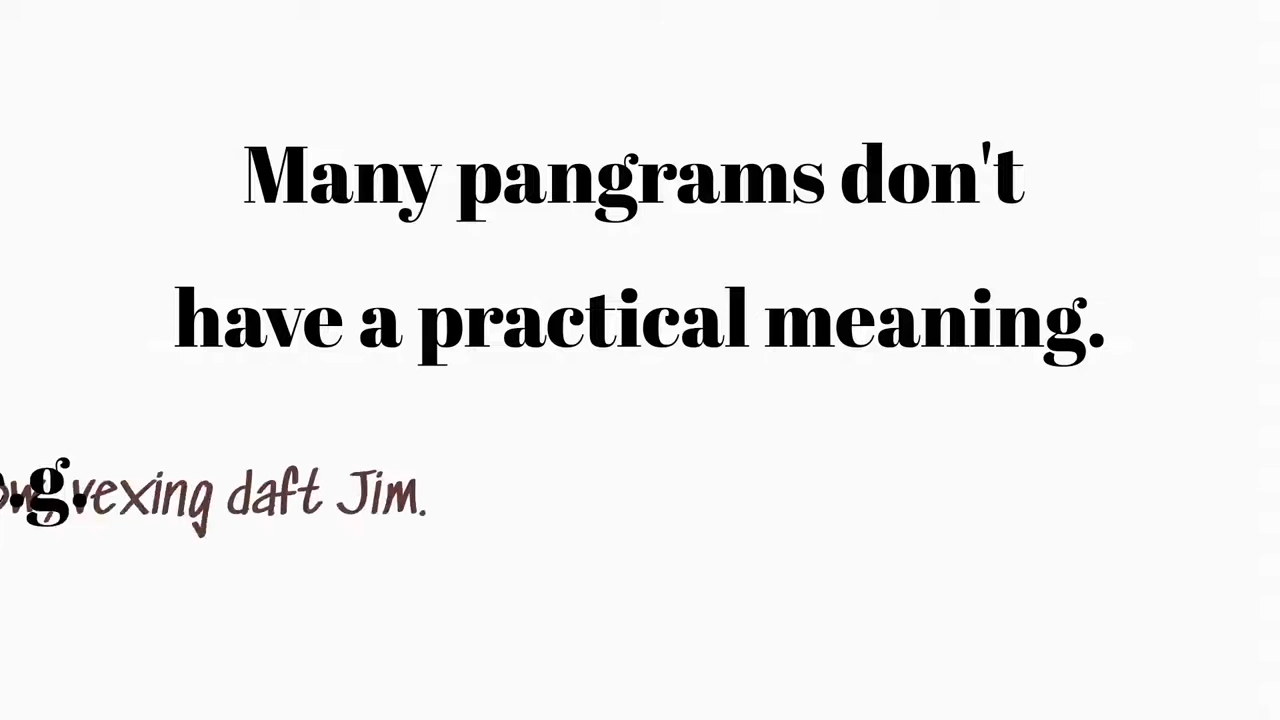 Many pangrams don't
have a practical meaning.
vexing daft Jim.